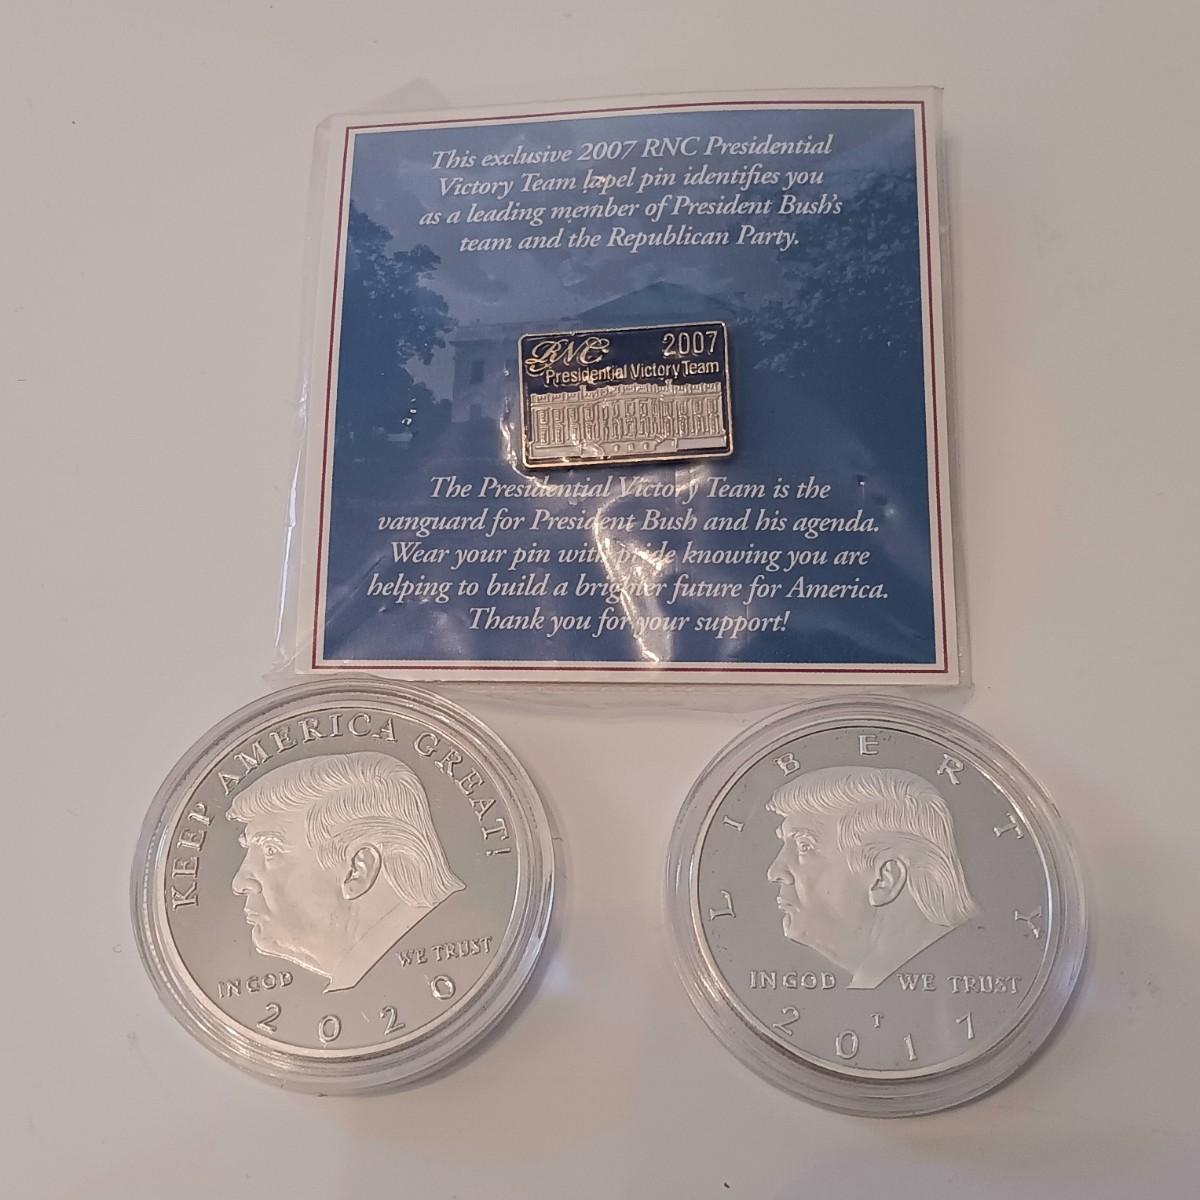 This exclusive 2007 RNC Presidential
Victory Team lapel pin identifies you
as a leading member of President Bush's
team and the Republican Party.
RNC 2007
Presidential Victory Team
The Presidential Victory Team is the
vanguard for President Bush and his agenda.
Wear your pin with pride knowing you are
helping to build a brighter future for America.
Thank you for your support!
KEEP AMERICA GREAT!
IN GOD WE TRUST
2020
LIBERTY
IN GOD WE TRUST
T
2017